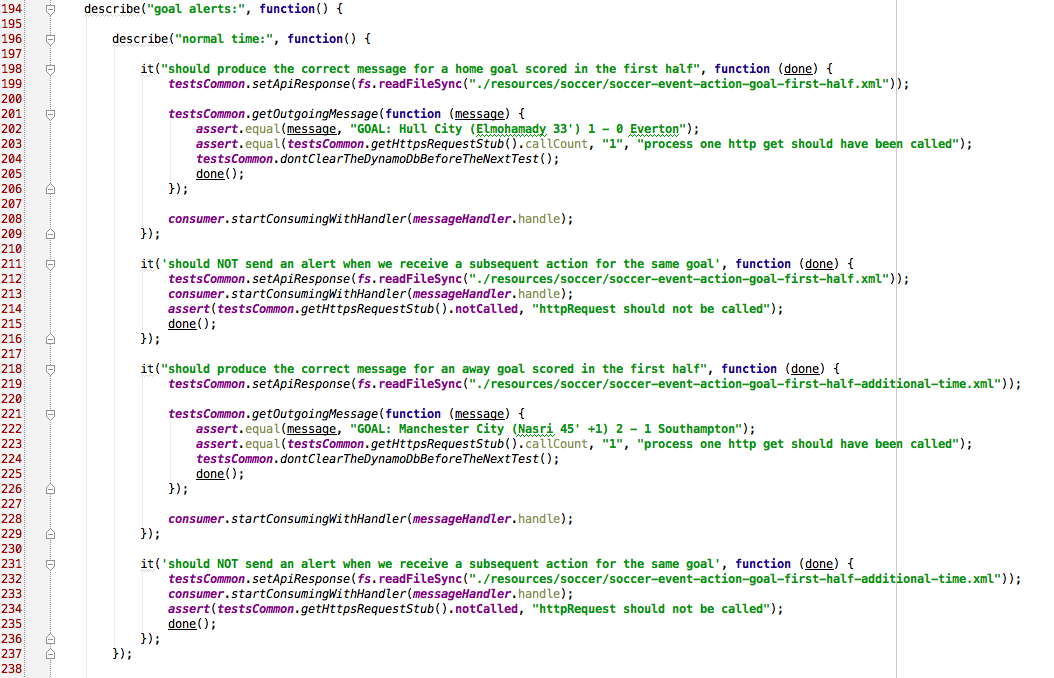 194 describe("goal alerts:", function() {
195
196 describe("normal time:", function() {
197
198 it("should produce the correct message for a home goal scored in the first half", function (done) {
199 testsCommon.setApiResponse(fs.readFileSync("./resources/soccer/soccer-event-action-goal-first-half.xml"));
200
201 testsCommon.getOutgoingMessage(function (message) {
202 assert.equal(message, "GOAL: Hull City (Elmohamady 33') 1 – 0 Everton");
203 assert.equal(testsCommon.getHttpsRequestStub().callCount, "1", "process one http get should have been called");
204 testsCommon.dontClearTheDynamoDbBeforeTheNextTest();
205 done();
206 });
207
208 consumer.startConsumingWithHandler(messageHandler.handle);
209 });
210
211 it('should NOT send an alert when we receive a subsequent action for the same goal', function (done) {
212 testsCommon.setApiResponse(fs.readFileSync("./resources/soccer/soccer-event-action-goal-first-half.xml"));
213 consumer.startConsumingWithHandler(messageHandler.handle);
214 assert(testsCommon.getHttpsRequestStub().notCalled, "httpRequest should not be called");
215 done();
216 });
217
218 it("should produce the correct message for an away goal scored in the first half", function (done) {
219 testsCommon.setApiResponse(fs.readFileSync("./resources/soccer/soccer-event-action-goal-first-half-additional-time.xml"));
220
221 testsCommon.getOutgoingMessage(function (message) {
222 assert.equal(message, "GOAL: Manchester City (Nasri 45' +1) 2 – 1 Southampton");
223 assert.equal(testsCommon.getHttpsRequestStub().callCount, "1", "process one http get should have been called");
224 testsCommon.dontClearTheDynamoDbBeforeTheNextTest();
225 done();
226 });
227
228 consumer.startConsumingWithHandler(messageHandler.handle);
229 });
230
231 it('should NOT send an alert when we receive a subsequent action for the same goal', function (done) {
232 testsCommon.setApiResponse(fs.readFileSync("./resources/soccer/soccer-event-action-goal-first-half-additional-time.xml"));
233 consumer.startConsumingWithHandler(messageHandler.handle);
234 assert(testsCommon.getHttpsRequestStub().notCalled, "httpRequest should not be called");
235 done();
236 });
237 });
238